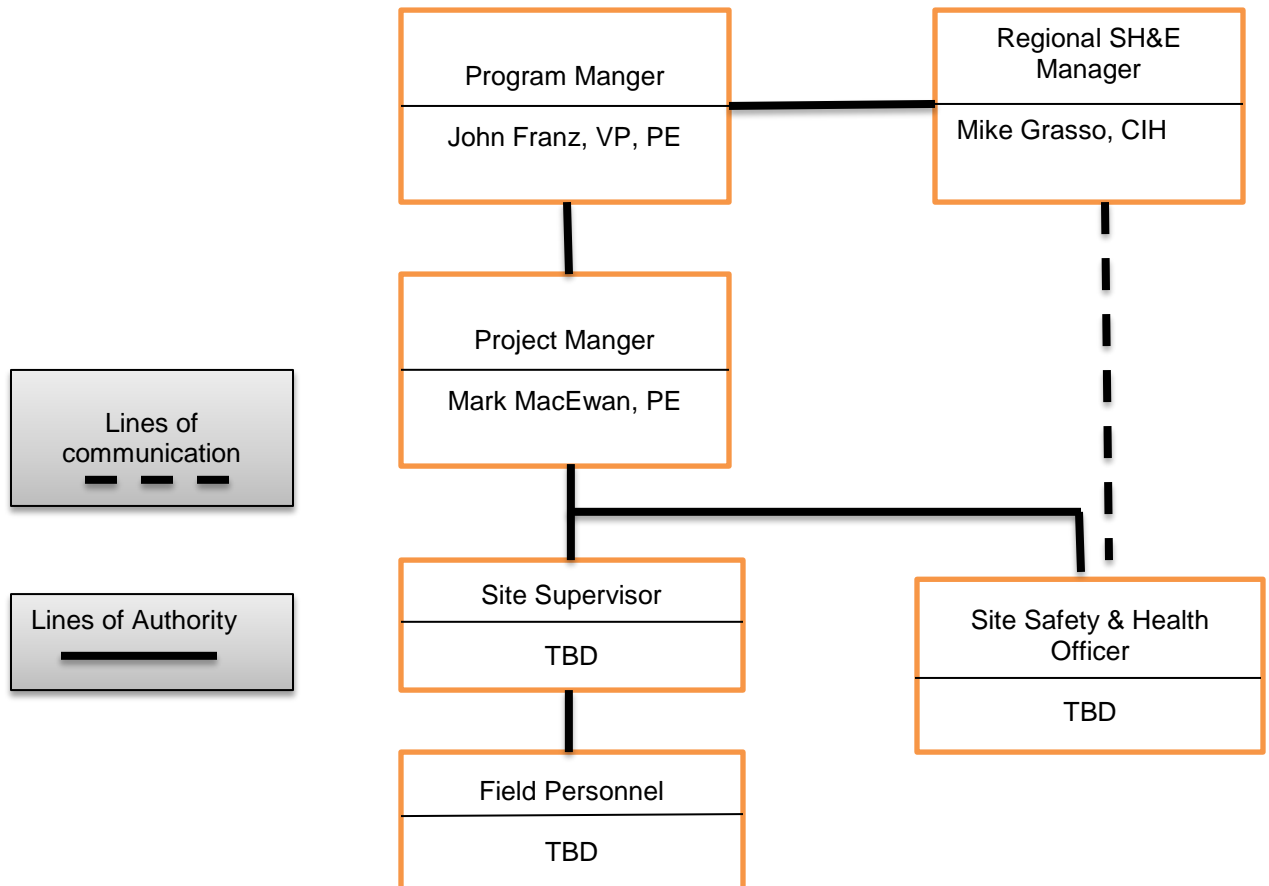 Program Manger
John Franz, VP, PE
Regional SH&E
Manager
Mike Grasso, CIH
Project Manger
Mark MacEwan, PE
Lines of
communication
Lines of Authority
Site Supervisor
TBD
Site Safety & Health
Officer
TBD
Field Personnel
TBD